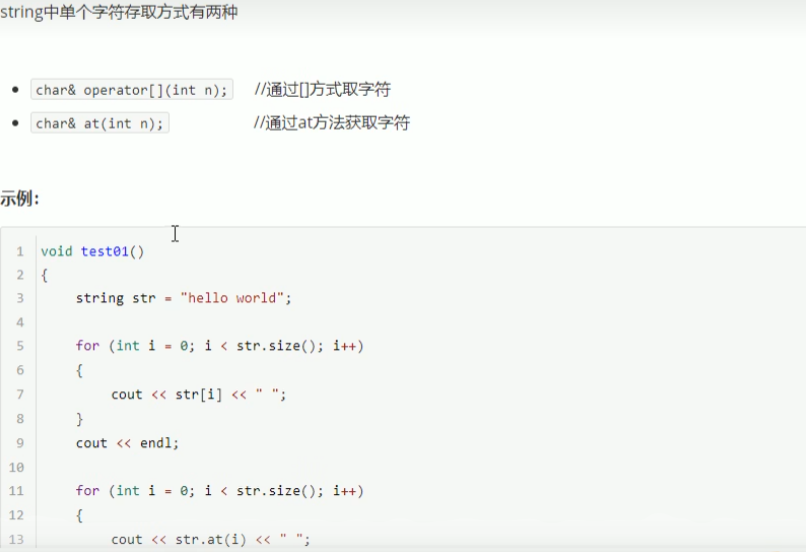 string中单个字符存取方式有两种
char& operator[](int n); //通过[]方式取字符
char& at(int n); //通过at方法获取字符
示例：
1 void test01()
2 {
3 string str = "hello world";
4
5 for (int i = 0; i < str.size(); i++)
6 {
7 cout << str[i] << " ";
8 }
9 cout << endl;
10
11 for (int i = 0; i < str.size(); i++)
12 {
13 cout << str.at(i) << " ";